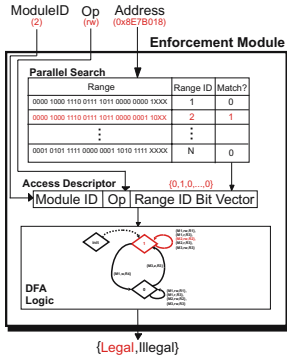 ModuleID Op Address
(2) (rw) (0x8E7B018)
Enforcement Module
Parallel Search
Range Range ID Match?
0000 1000 1110 0111 1011 0000 0000 1XXX 1 0
0000 1000 1110 0111 1011 0000 0001 10XX 2 1
0001 0101 1111 0000 0001 1010 1111 XXXX N 0
Access Descriptor {0,1,0,...,0}
Module ID Op Range ID Bit Vector
init
1
0
DFA
Logic
{Legal,Illegal}